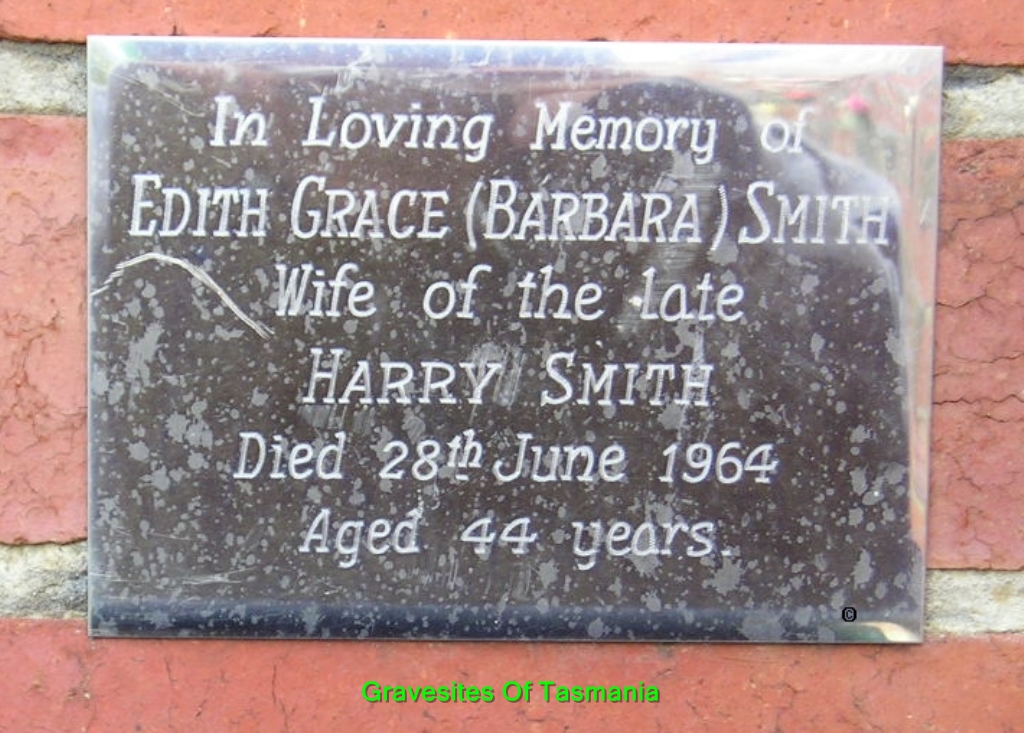 In Loving Memory of
EDITH GRACE (BARBARA) SMITH
Wife of the late
HARRY SMITH
Died 28th June 1964
Aged 44 years.
©
Gravesites Of Tasmania